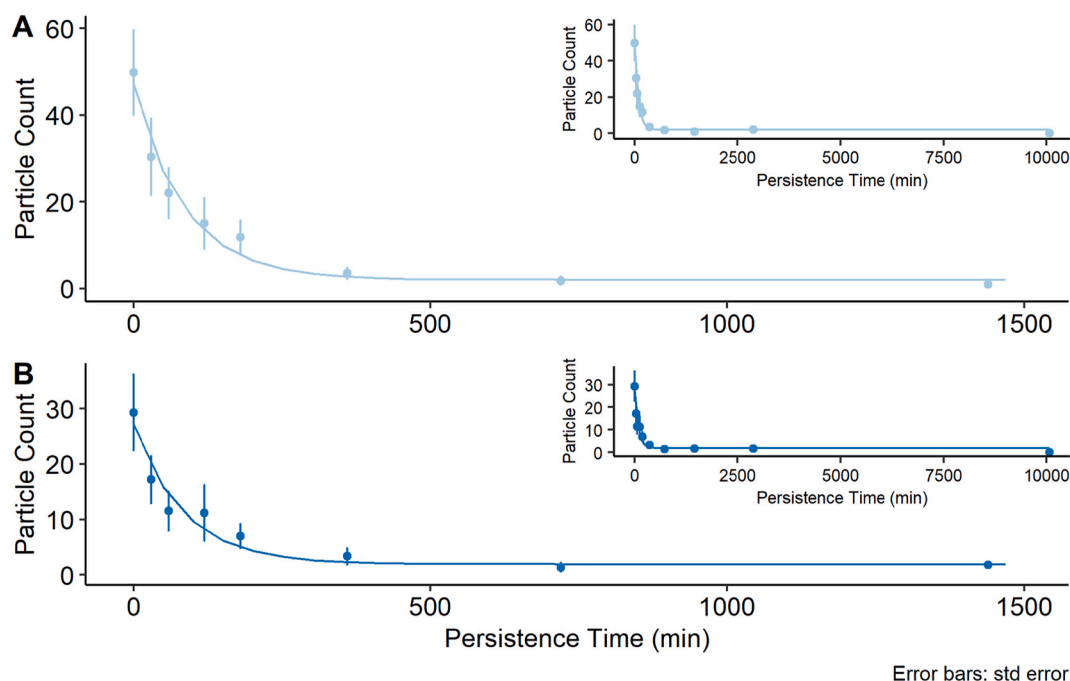 A
Particle Count
60
40
20
0
0 500 1000 1500
Particle Count
60
40
20
0
0 2500 5000 7500 10000
Persistence Time (min)
B
Particle Count
30
20
10
0
0 500 1000 1500
Persistence Time (min)
Particle Count
30
20
10
0
0 2500 5000 7500 10000
Persistence Time (min)
Error bars: std error